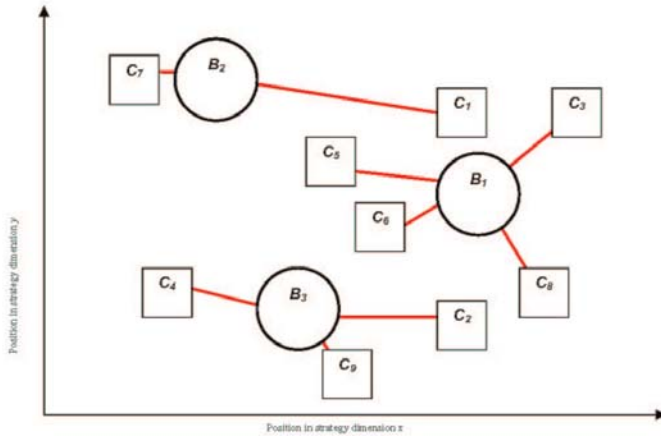 C7
B2
C1
C3
C5
B1
C6
C4
B3
C2
C8
C9
Position in strategy dimension y
Position in strategy dimension x